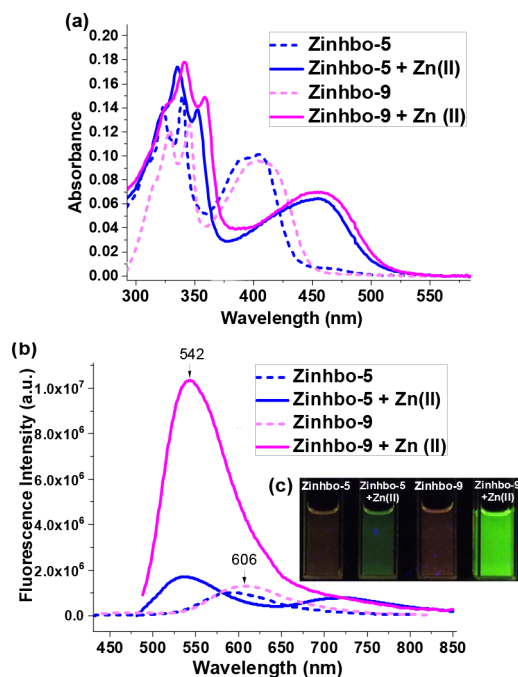 (a)
Zinhbo-5
Zinhbo-5 + Zn(II)
Zinhbo-9
Zinhbo-9 + Zn (II)
0.20
0.18
0.16
0.14
0.12
0.10
0.08
0.06
0.04
0.02
0.00
Absorbance
300 350 400 450 500 550
Wavelength (nm)
(b)
542
Zinhbo-5
Zinhbo-5 + Zn(II)
Zinhbo-9
Zinhbo-9 + Zn (II)
1.0x10⁷
8.0x10⁶
6.0x10⁶
4.0x10⁶
2.0x10⁶
0.0
Fluorescence Intensity (a.u.)
(c)
Zinhbo-5 Zinhbo-5 Zinhbo-9 Zinhbo-9
+Zn(II) +Zn(II)
606
450 500 550 600 650 700 750 800 850
Wavelength (nm)